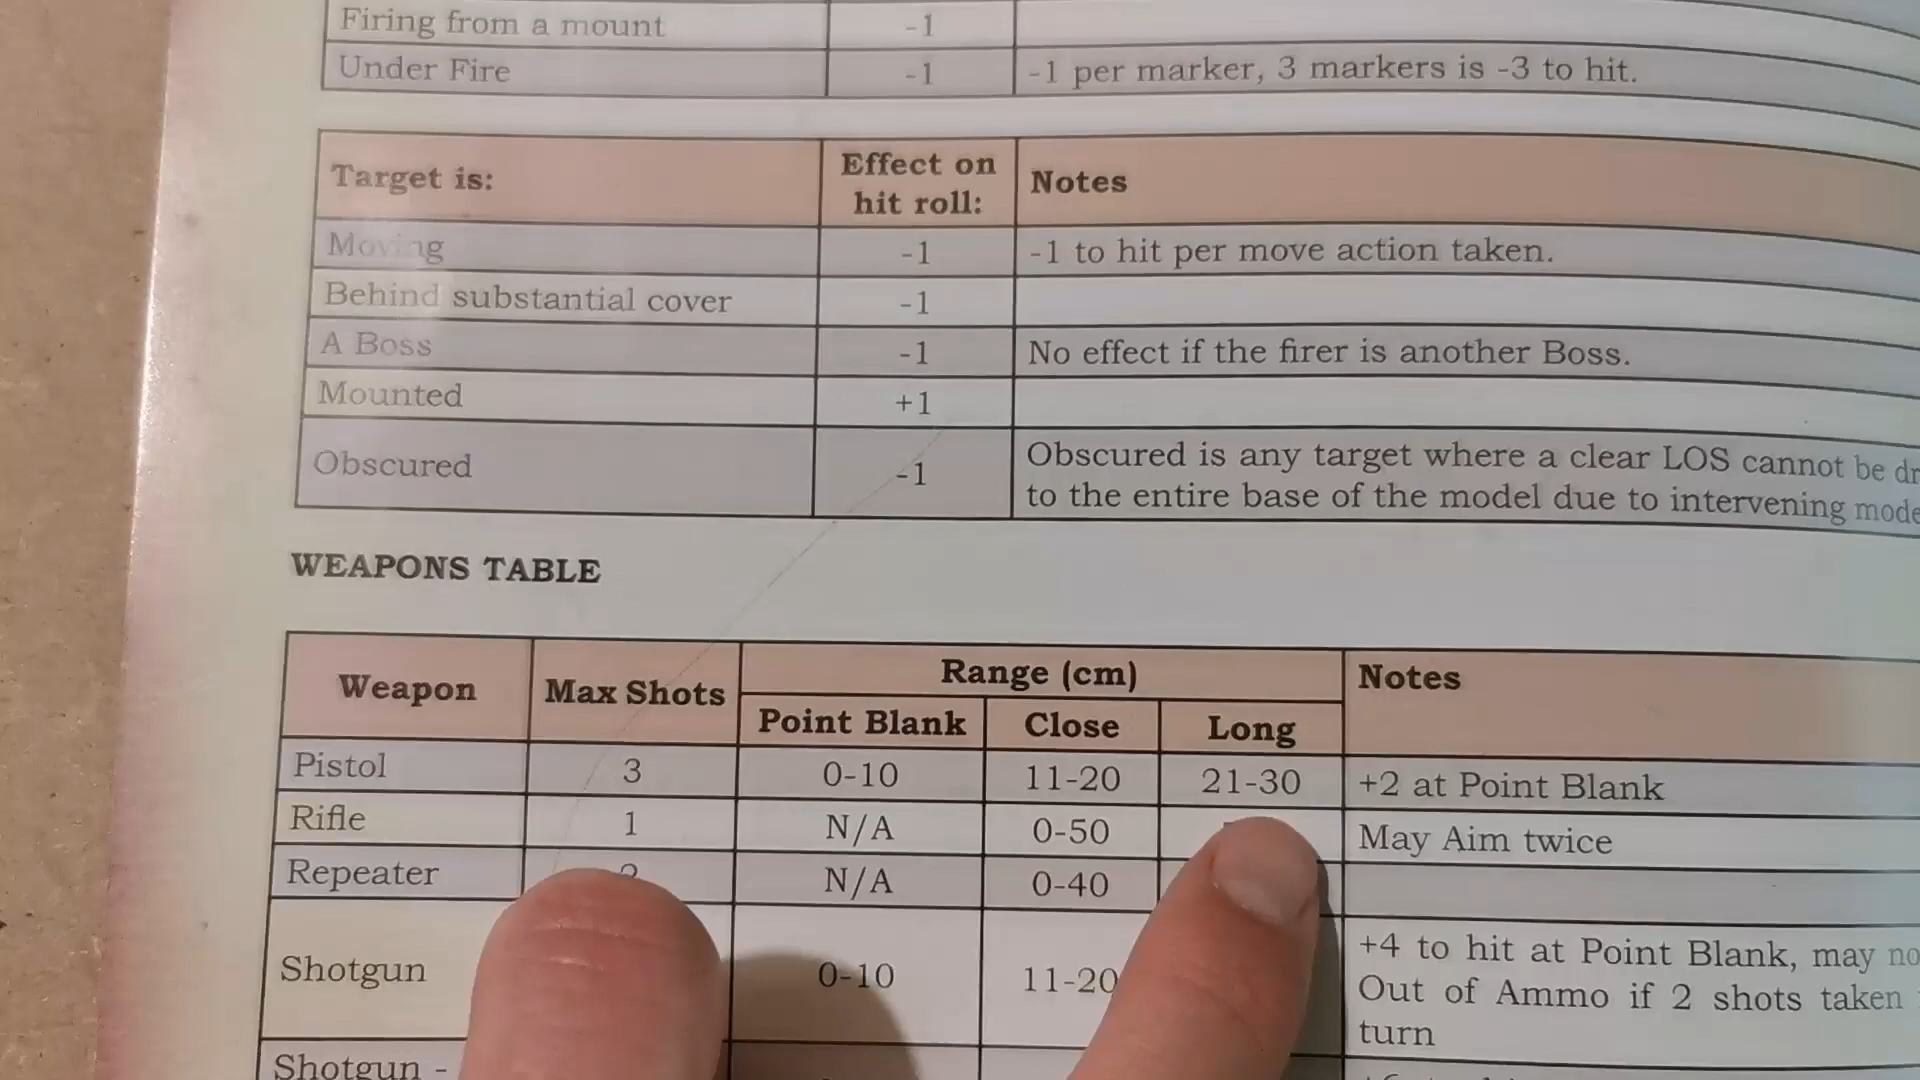 Firing from a mount -1
Under Fire -1 -1 per marker, 3 markers is -3 to hit.
Target is: Effect on hit roll: Notes
Moving -1 -1 to hit per move action taken.
Behind substantial cover -1
A Boss -1 No effect if the firer is another Boss.
Mounted +1
Obscured -1 Obscured is any target where a clear LOS cannot be
to the entire base of the model due to intervening
WEAPONS TABLE
Weapon Max Shots Range (cm) Notes
Point Blank Close Long
Pistol 3 0-10 11-20 21-30 +2 at Point Blank
Rifle 1 N/A 0-50 May Aim twice
Repeater N/A 0-40
Shotgun 0-10 11-20 +4 to hit at Point Blank, may
Out of Ammo if 2 shots taken
turn
Shotgun -